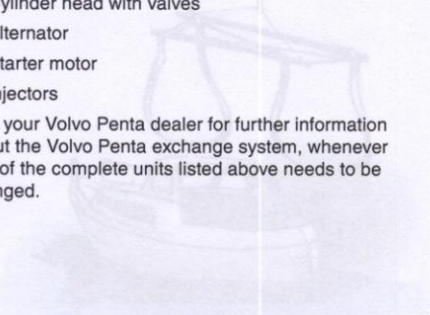 ylinder head with valves
lternator
tarter motor
jectors
your Volvo Penta dealer for further information
ut the Volvo Penta exchange system, whenever
of the complete units listed above needs to be
nged.